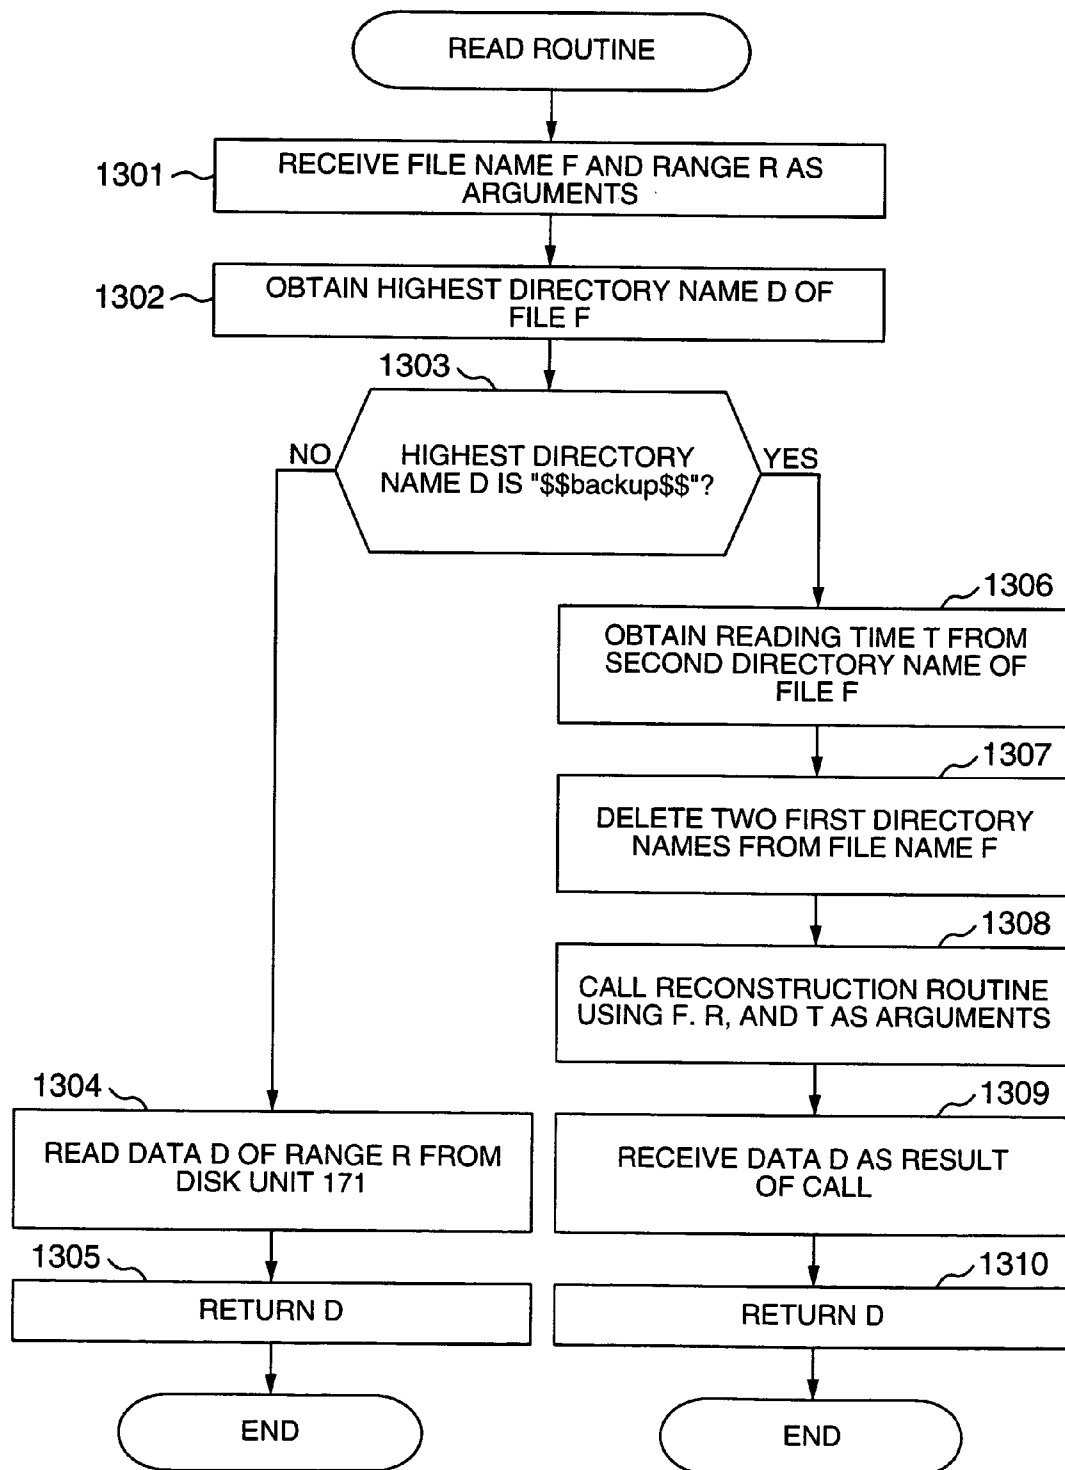 READ ROUTINE
1301
RECEIVE FILE NAME F AND RANGE R AS
ARGUMENTS
1302
OBTAIN HIGHEST DIRECTORY NAME D OF
FILE F
1303
NO
HIGHEST DIRECTORY
NAME D IS "$$backup$$"?
YES
1306
OBTAIN READING TIME T FROM
SECOND DIRECTORY NAME OF
FILE F
1307
DELETE TWO FIRST DIRECTORY
NAMES FROM FILE NAME F
1308
CALL RECONSTRUCTION ROUTINE
USING F. R, AND T AS ARGUMENTS
1304
READ DATA D OF RANGE R FROM
DISK UNIT 171
1309
RECEIVE DATA D AS RESULT
OF CALL
1305
RETURN D
1310
RETURN D
END
END